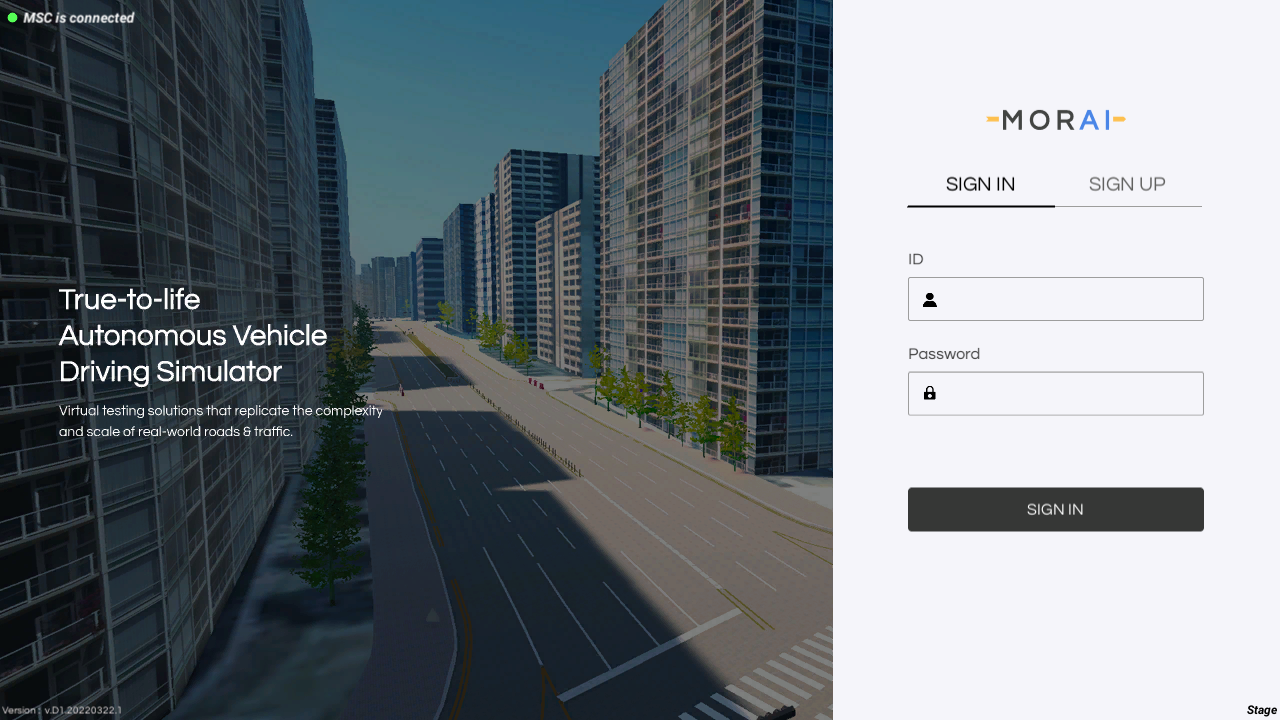 MSC is connected
True-to-life
Autonomous Vehicle
Driving Simulator
Virtual testing solutions that replicate the complexity
and scale of real-world roads & traffic.
Version : v.D1.20220322.1
MORAI
SIGN IN
SIGN UP
ID
Password
SIGN IN
Stage